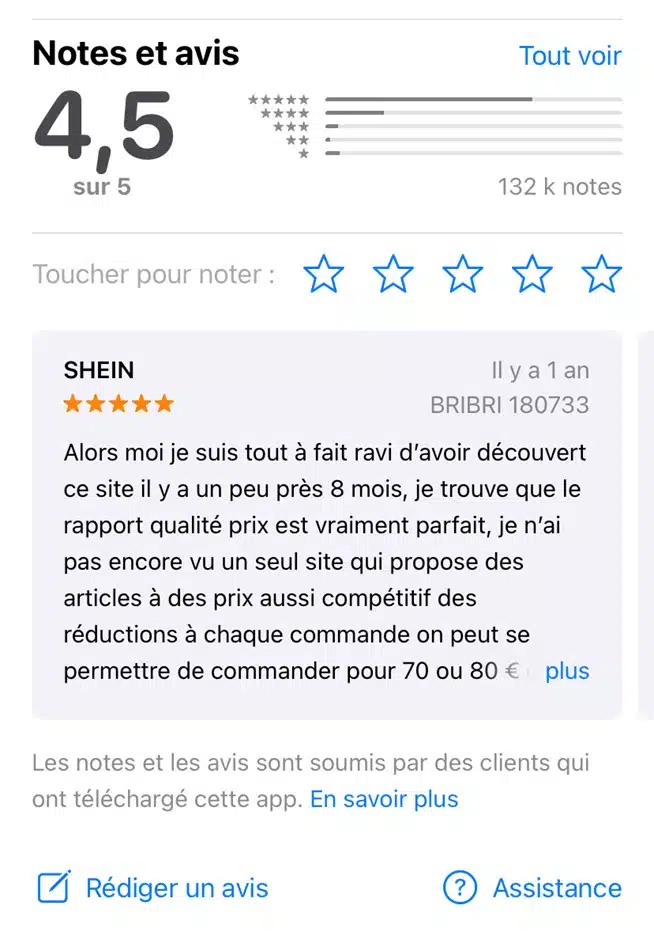 Notes et avis
Tout voir
4,5
sur 5
132 k notes
Toucher pour noter :
SHEIN
Il y a 1 an
BRIBRI 180733
Alors moi je suis tout à fait ravi d’avoir découvert
ce site il y a un peu près 8 mois, je trouve que le
rapport qualité prix est vraiment parfait, je n’ai
pas encore vu un seul site qui propose des
articles à des prix aussi compétitif des
réductions à chaque commande on peut se
permettre de commander pour 70 ou 80 € plus
Les notes et les avis sont soumis par des clients qui
ont téléchargé cette app. En savoir plus
Rédiger un avis
Assistance